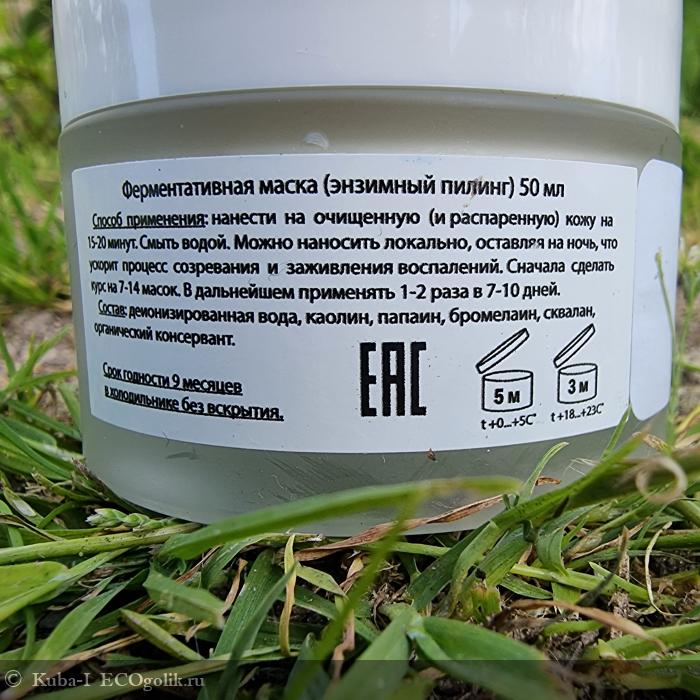 Ферментативная маска (энзимный пилинг) 50 мл
Способ применения: нанести на очищенную (и распаренную) кожу на
15-20 минут. Смыть водой. Можно наносить локально, оставляя на ночь, что
ускорит процесс созревания и заживления воспалений. Сначала сделать
курс на 7-14 масок. В дальнейшем применять 1-2 раза в 7-10 дней.
Состав: деионизированная вода, каолин, папаин, бромелаин, сквалан,
органический консервант.
Срок годности 9 месяцев
в холодильнике без вскрытия.
EAC
5 м
t +0...+5C°
3 м
t +18...+23C°
© Kuba-I ECOgolik.ru